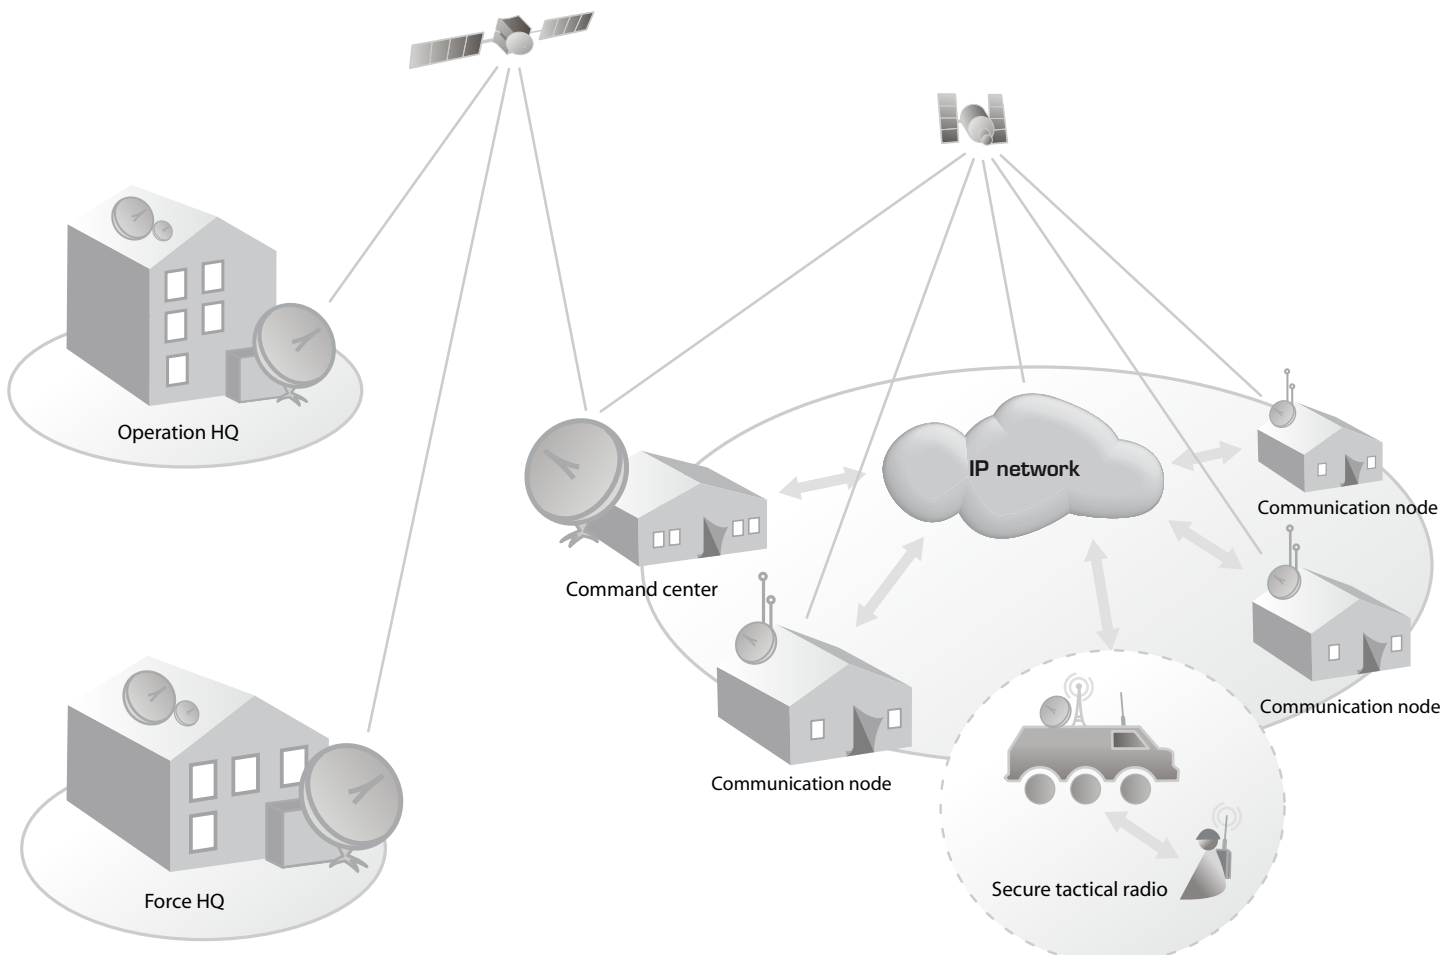 Operation HQ
IP network
Communication node
Command center
Communication node
Communication node
Secure tactical radio
Force HQ